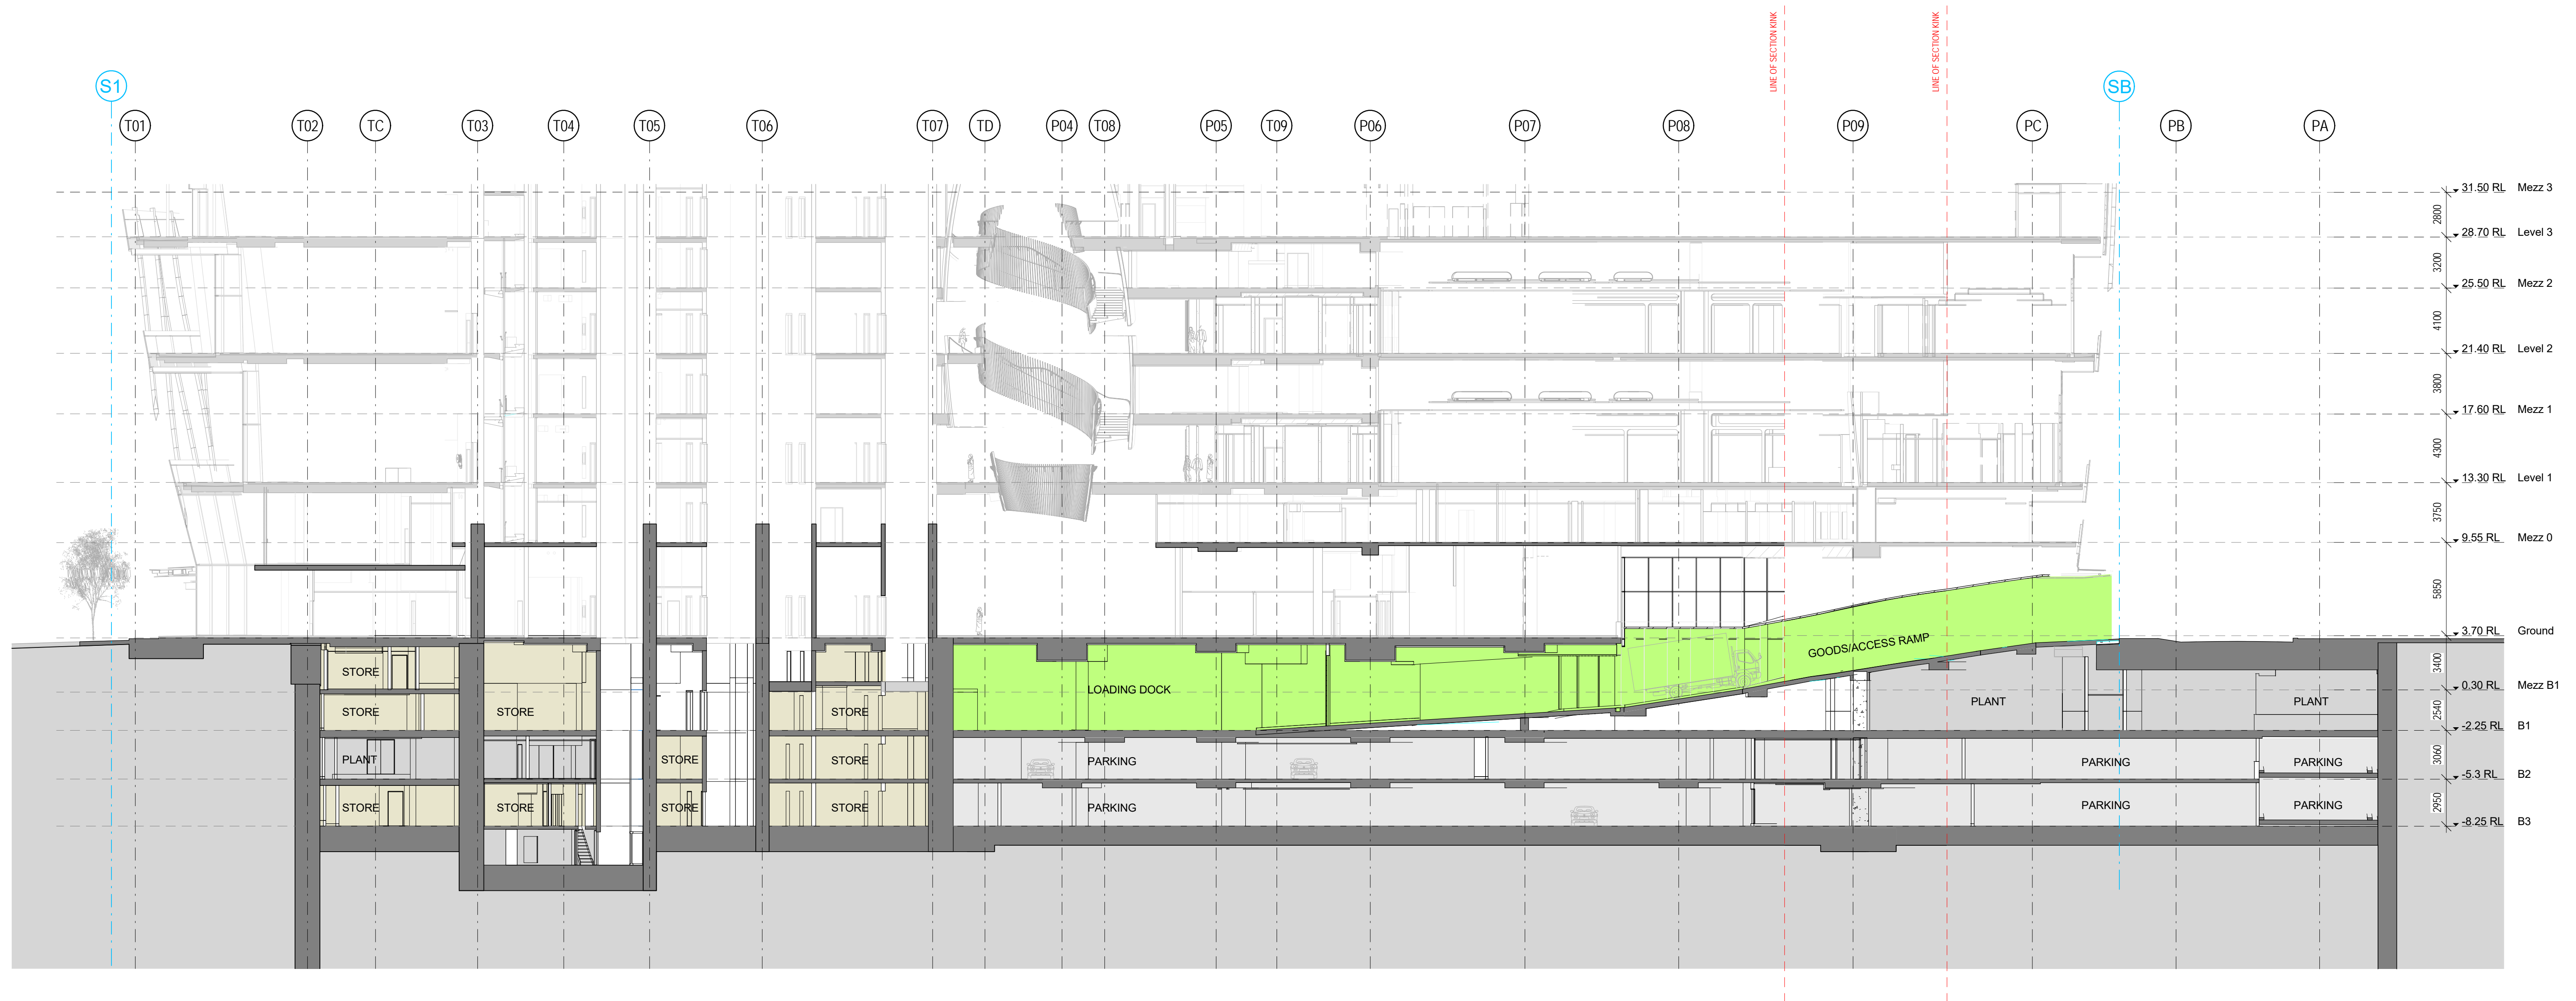 LINE OF SECTION KINK
LINE OF SECTION KINK
S1
SB
T01
T02
TC
T03
T04
T05
T06
T07
TD
P04
T08
P05
T09
P06
P07
P08
P09
PC
PB
PA
31.50 RL Mezz 3
2800
28.70 RL Level 3
3200
25.50 RL Mezz 2
4100
21.40 RL Level 2
3800
17.60 RL Mezz 1
4300
13.30 RL Level 1
3750
9.55 RL Mezz 0
5850
3.70 RL Ground
3400
0.30 RL Mezz B1
2540
-2.25 RL B1
3060
-5.3 RL B2
2950
-8.25 RL B3
GOODS/ACCESS RAMP
STORE
LOADING DOCK
PLANT
PLANT
STORE
STORE
STORE
PLANT
STORE
STORE
PARKING
PARKING
PARKING
STORE
STORE
STORE
STORE
PARKING
PARKING
PARKING